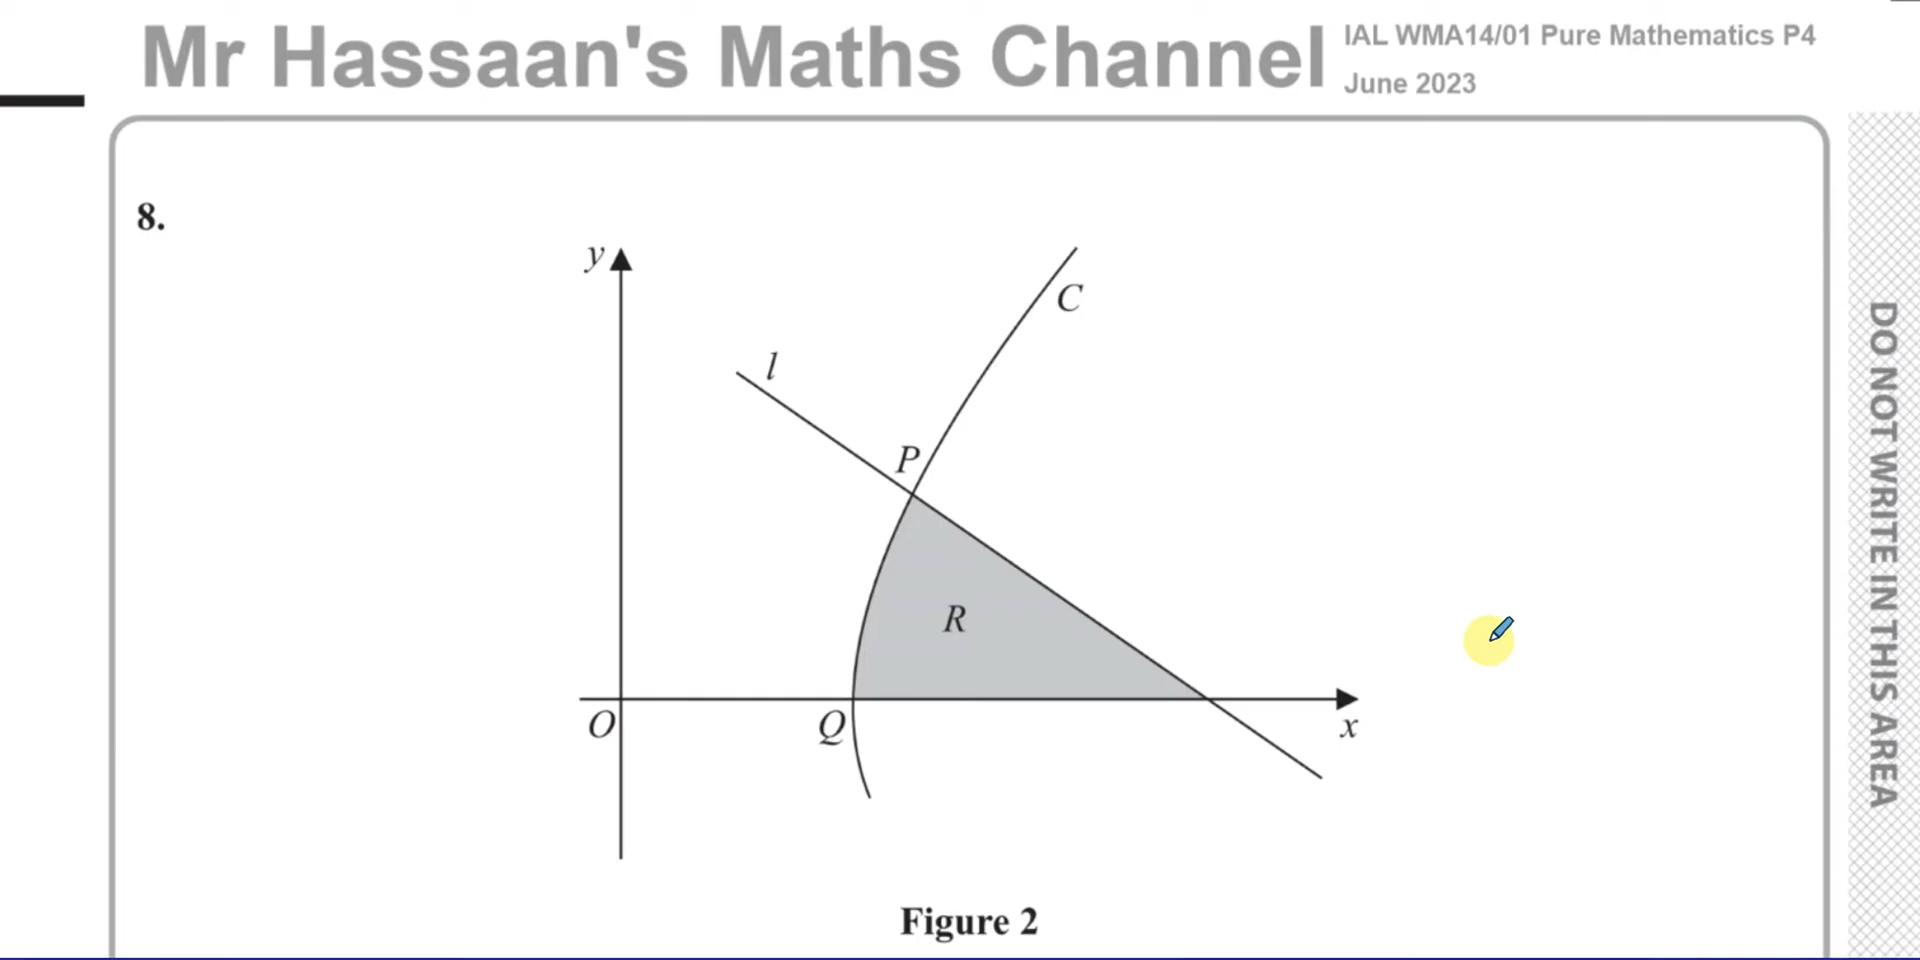 Mr Hassaan's Maths Channel
IAL WMA14/01 Pure Mathematics P4
June 2023
8.
y
C
l
P
R
O
Q
x
Figure 2
DO NOT WRITE IN THIS AREA